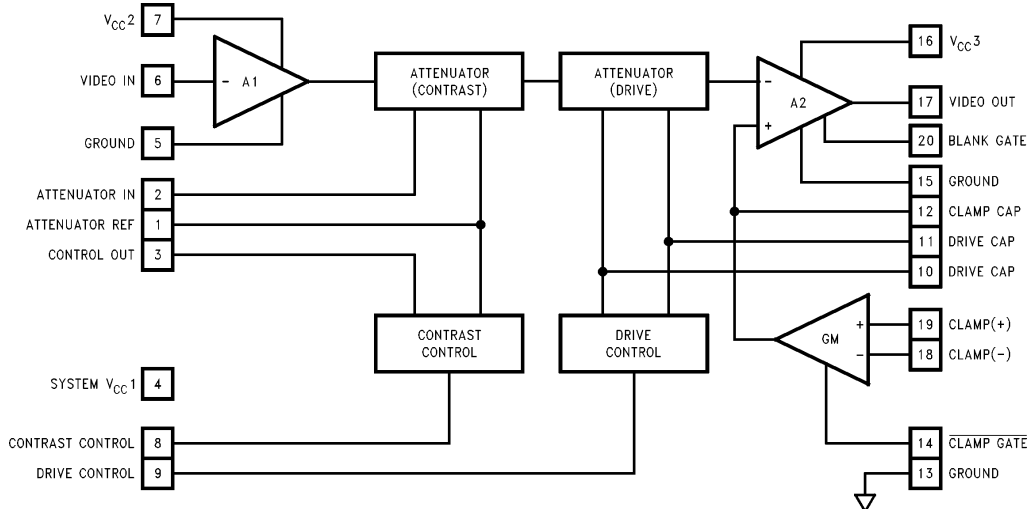 V_CC2 7
VIDEO IN 6
GROUND 5
ATTENUATOR IN 2
ATTENUATOR REF 1
CONTROL OUT 3
SYSTEM V_CC1 4
CONTRAST CONTROL 8
DRIVE CONTROL 9
- A1
ATTENUATOR
(CONTRAST)
ATTENUATOR
(DRIVE)
CONTRAST
CONTROL
DRIVE
CONTROL
-
A2
+
+
GM
-
16 V_CC3
17 VIDEO OUT
20 BLANK GATE
15 GROUND
12 CLAMP CAP
11 DRIVE CAP
10 DRIVE CAP
19 CLAMP(+)
18 CLAMP(-)
14 CLAMP GATE
13 GROUND